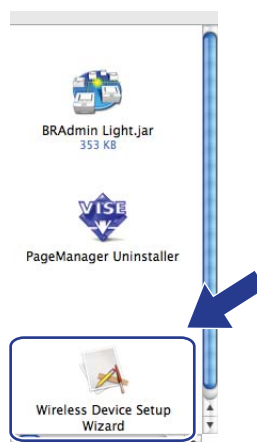 BRAdmin Light.jar
353 KB
VISE
PageManager Uninstaller
Wireless Device Setup
Wizard